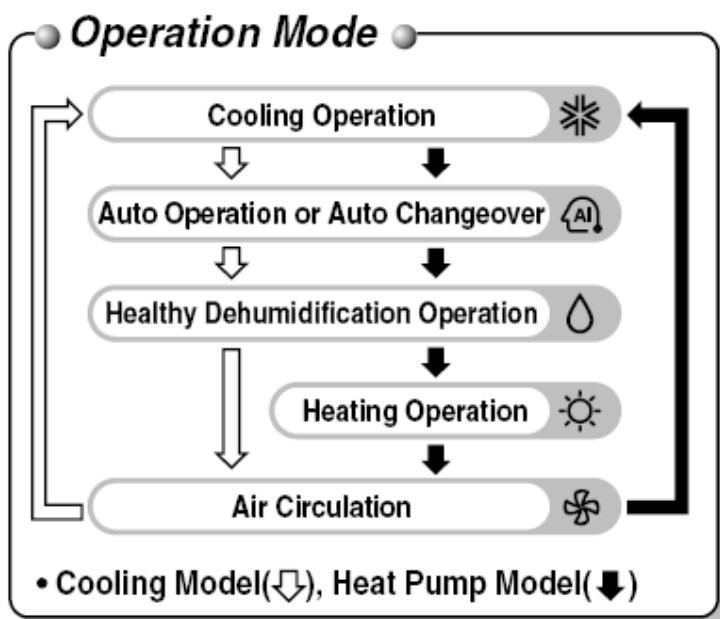 Operation Mode
Cooling Operation
Auto Operation or Auto Changeover
AI
Healthy Dehumidification Operation
Heating Operation
Air Circulation
• Cooling Model(⇩), Heat Pump Model(⬇)